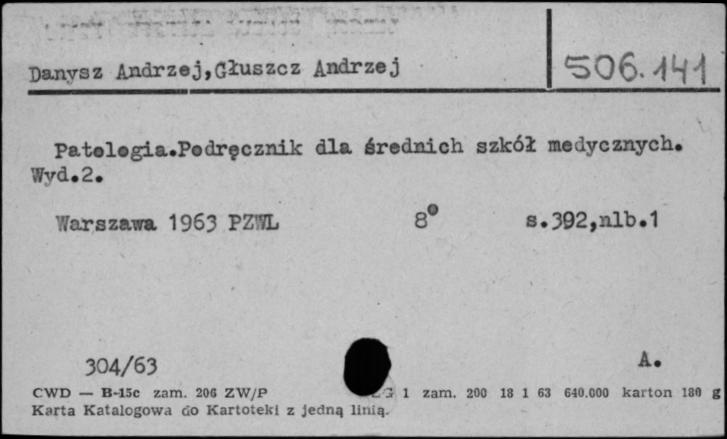 Danysz Andrzej,Głuszcz Andrzej
506.141
Patologia.Podręcznik dla średnich szkół medycznych.
Wyd.2.
Warszawa 1963 PZWL 8° s.392,nlb.1
304/63 A.
CWD — B-15c zam. 206 ZW/P 1 zam. 200 18 1 63 640.000 karton 180 g
Karta Katalogowa do Kartoteki z jedną linią.